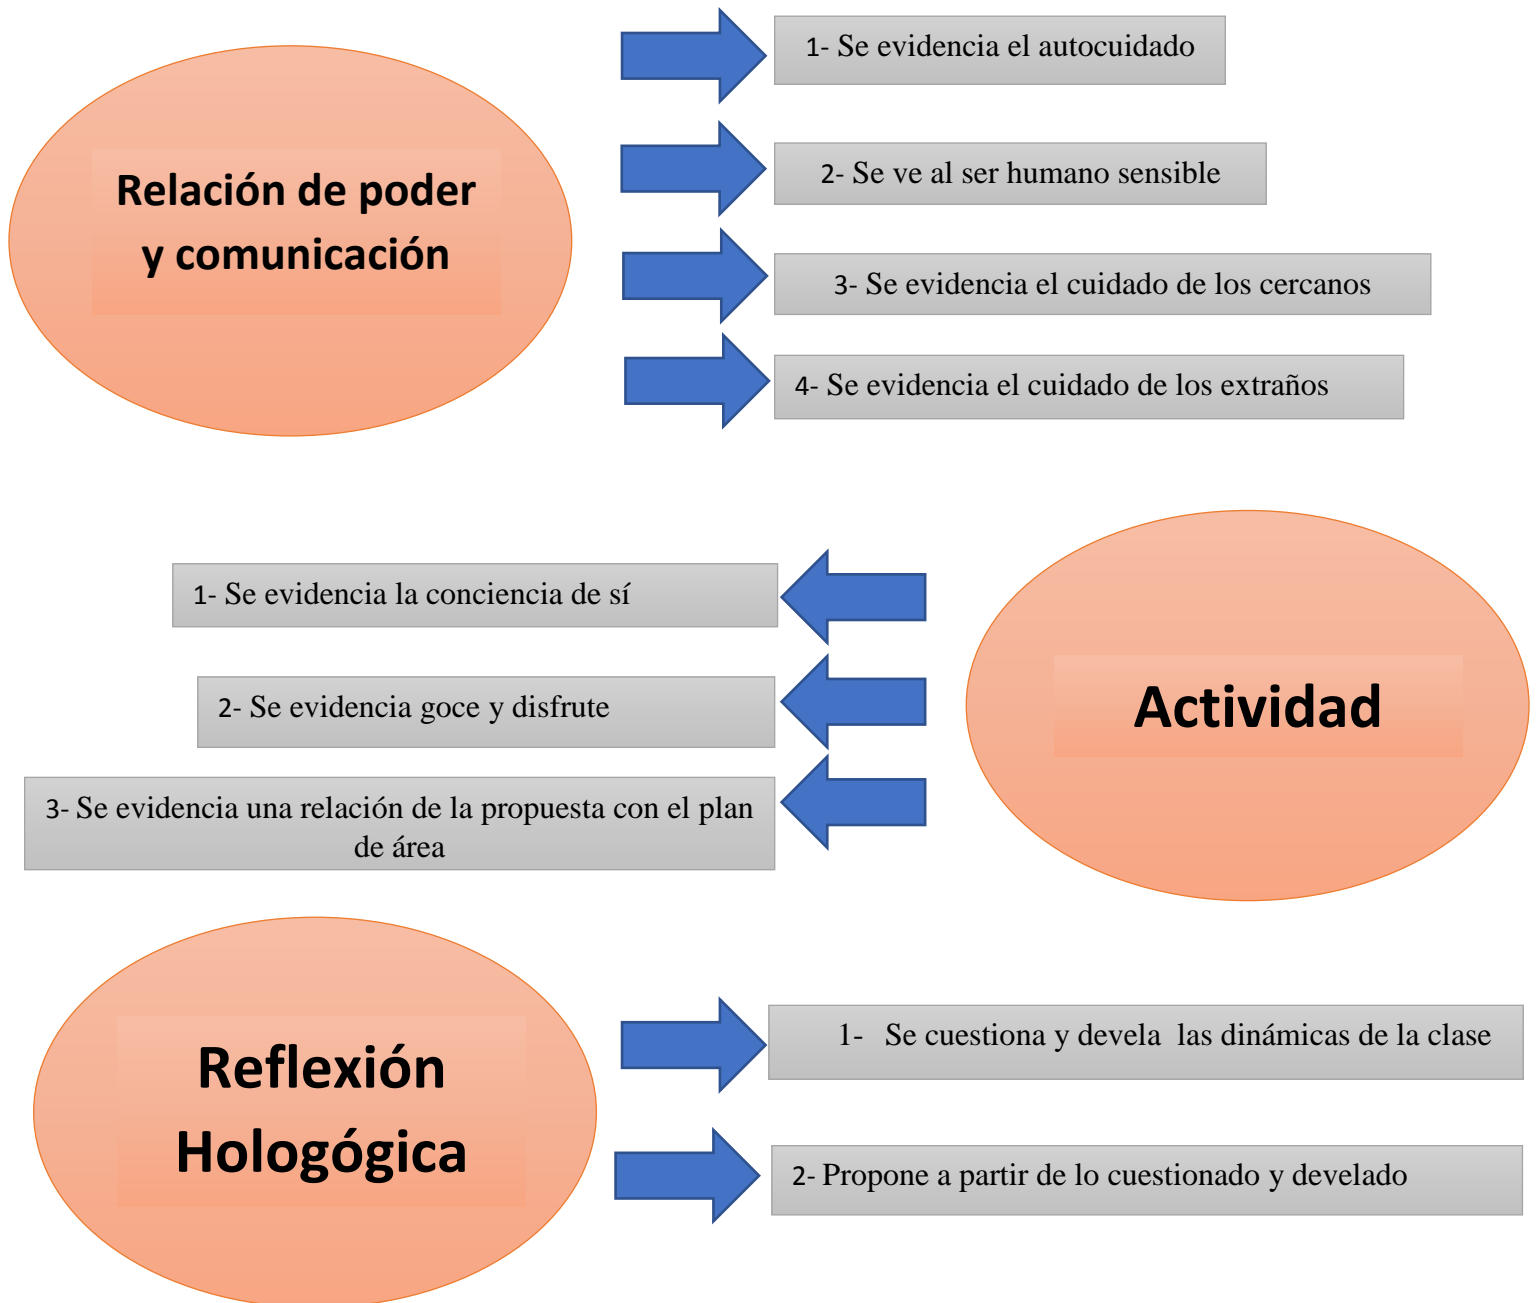 Relación de poder
y comunicación
1- Se evidencia el autocuidado
2- Se ve al ser humano sensible
3- Se evidencia el cuidado de los cercanos
4- Se evidencia el cuidado de los extraños
Actividad
1- Se evidencia la conciencia de sí
2- Se evidencia goce y disfrute
3- Se evidencia una relación de la propuesta con el plan
de área
Reflexión
Hologógica
1- Se cuestiona y devela las dinámicas de la clase
2- Propone a partir de lo cuestionado y develado